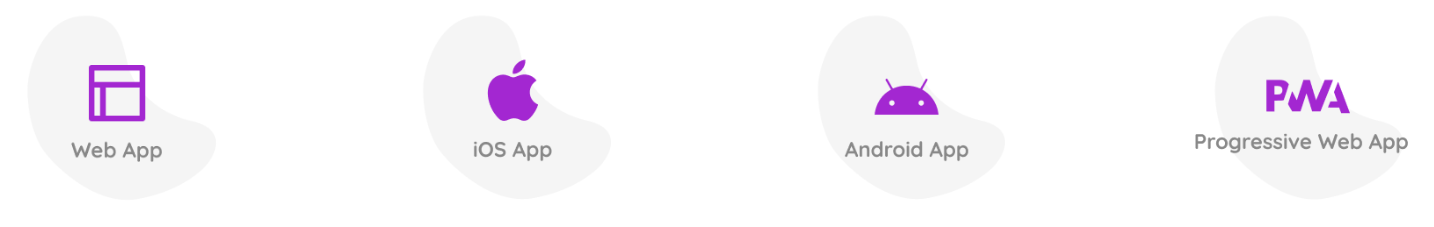 Web App
iOS App
Android App
PWA
Progressive Web App